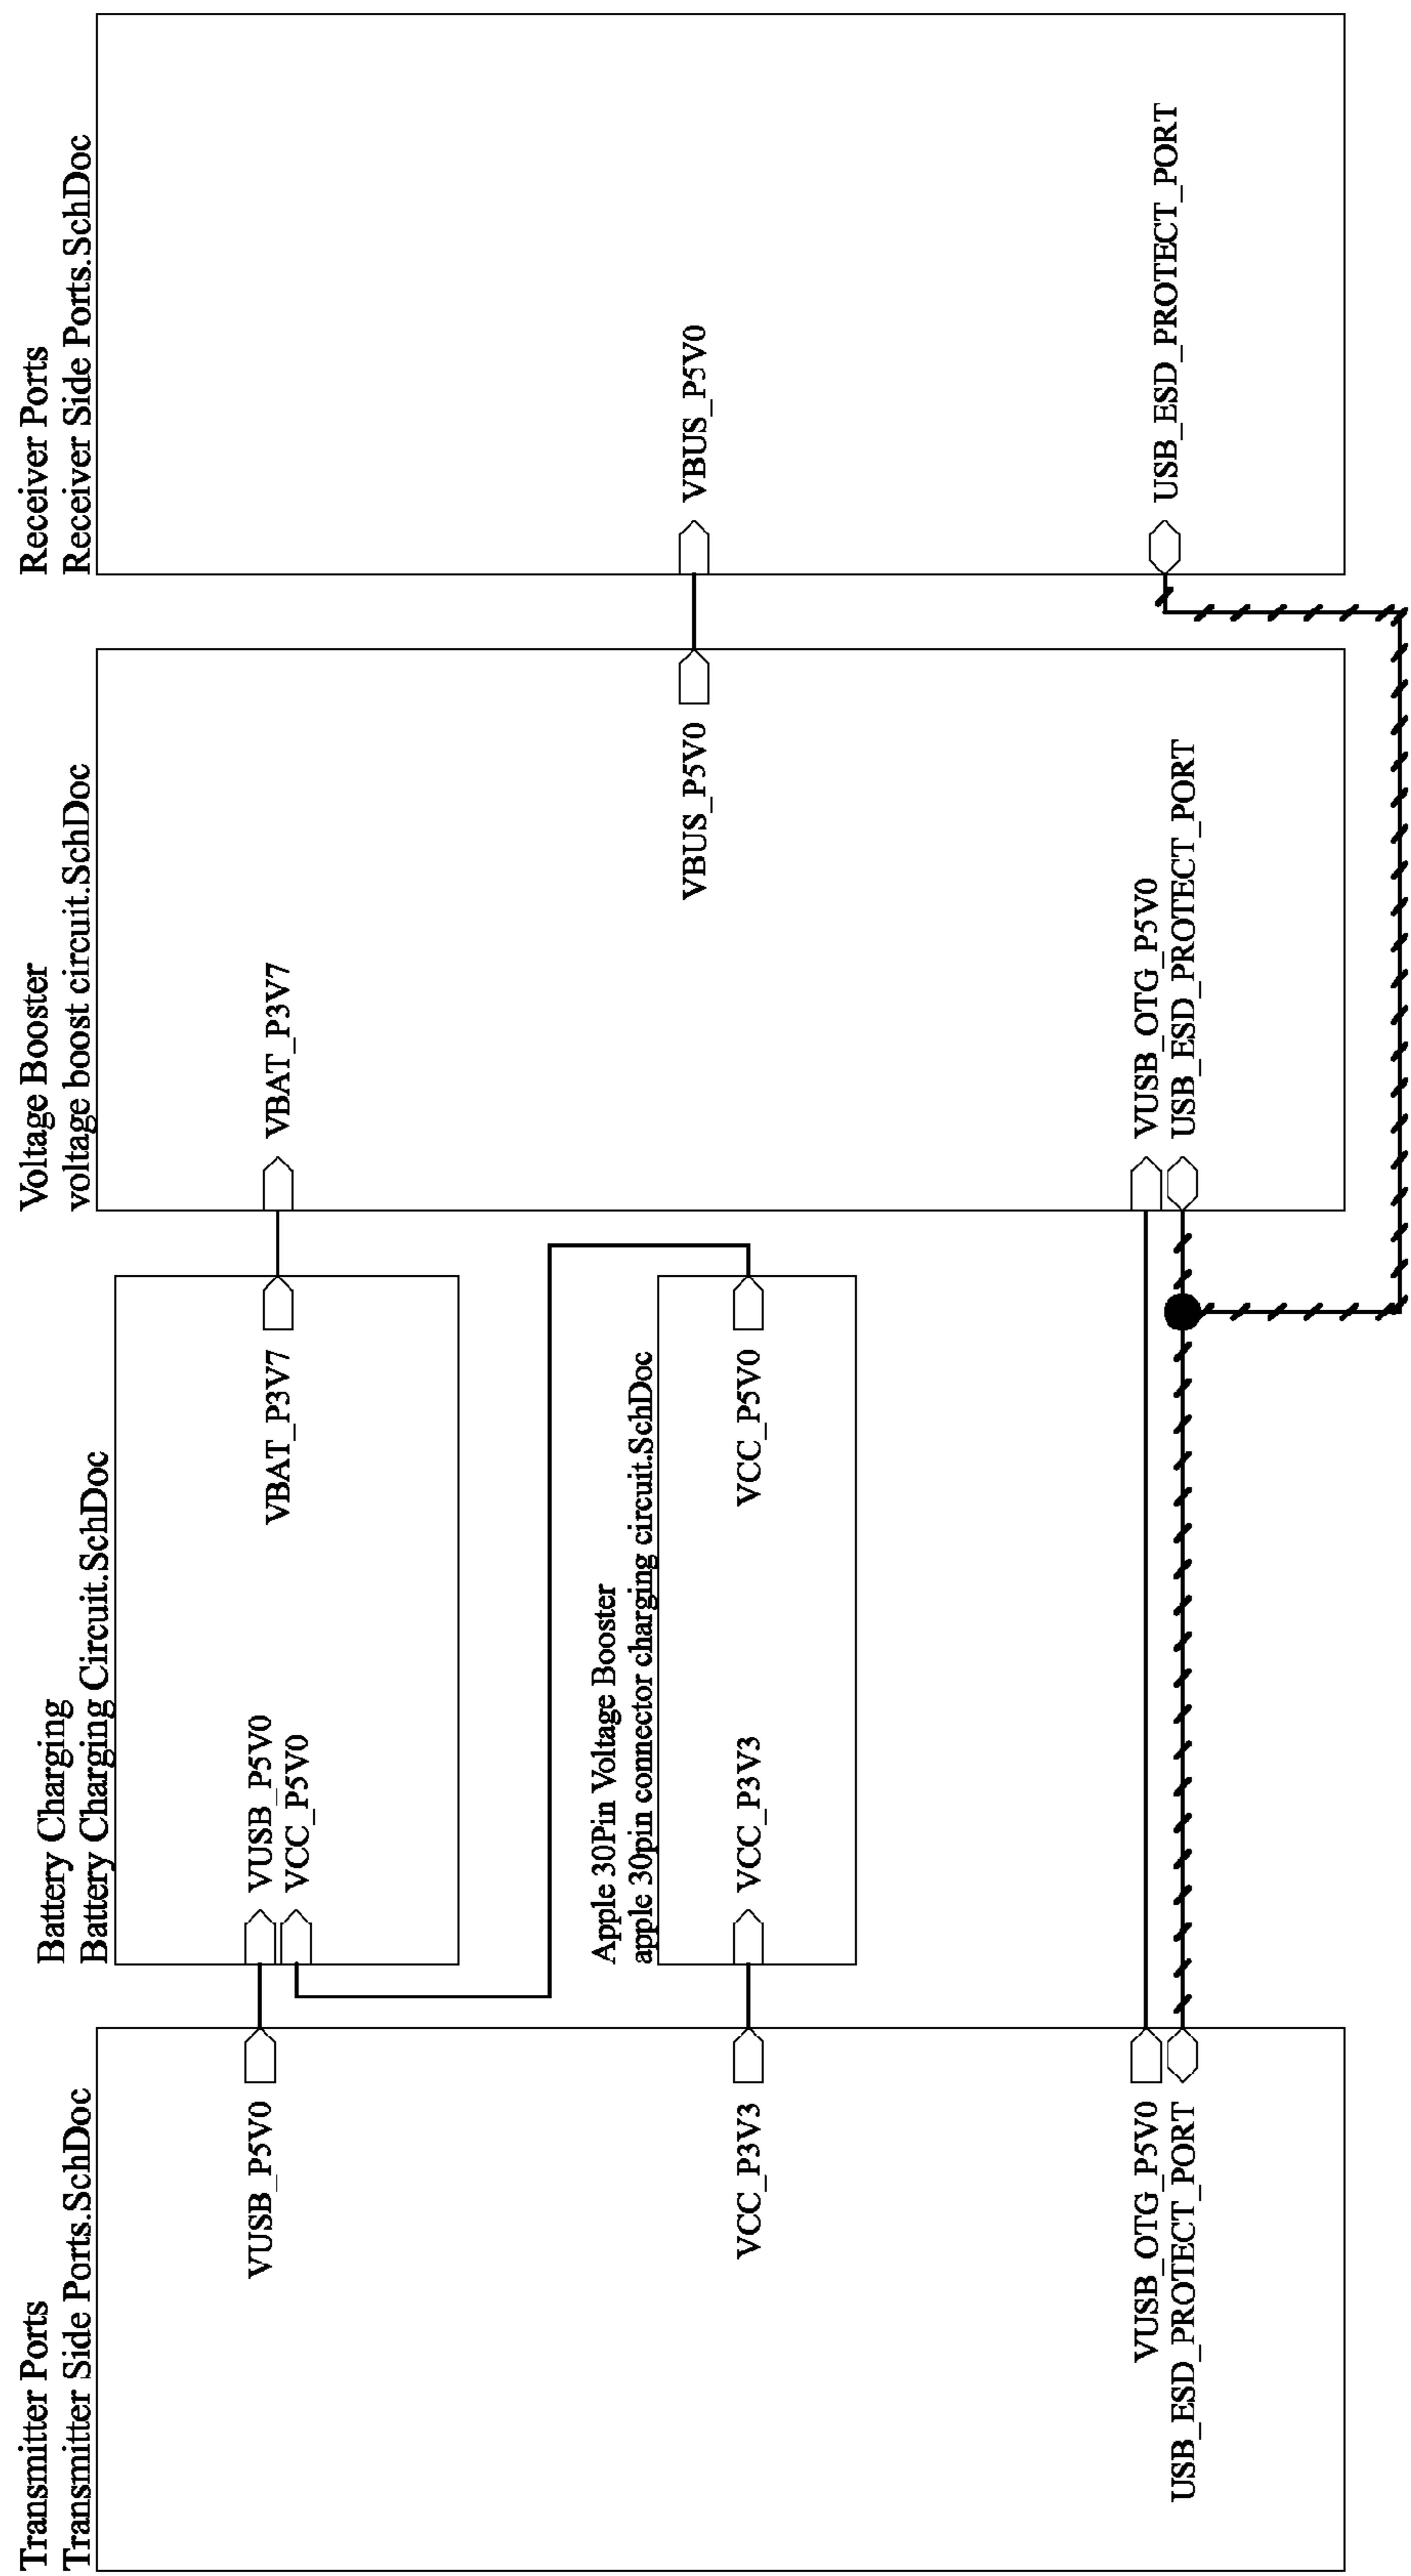 Transmitter Ports
Transmitter Side Ports.SchDoc
VUSB_P5V0
VCC_P3V3
VUSB_OTG_P5V0
USB_ESD_PROTECT_PORT
Battery Charging
Battery Charging Circuit.SchDoc
VUSB_P5V0
VCC_P5V0
VBAT_P3V7
Apple 30Pin Voltage Booster
apple 30pin connector charging circuit.SchDoc
VCC_P3V3
VCC_P5V0
Voltage Booster
voltage boost circuit.SchDoc
VBAT_P3V7
VBUS_P5V0
VUSB_OTG_P5V0
USB_ESD_PROTECT_PORT
Receiver Ports
Receiver Side Ports.SchDoc
VBUS_P5V0
USB_ESD_PROTECT_PORT